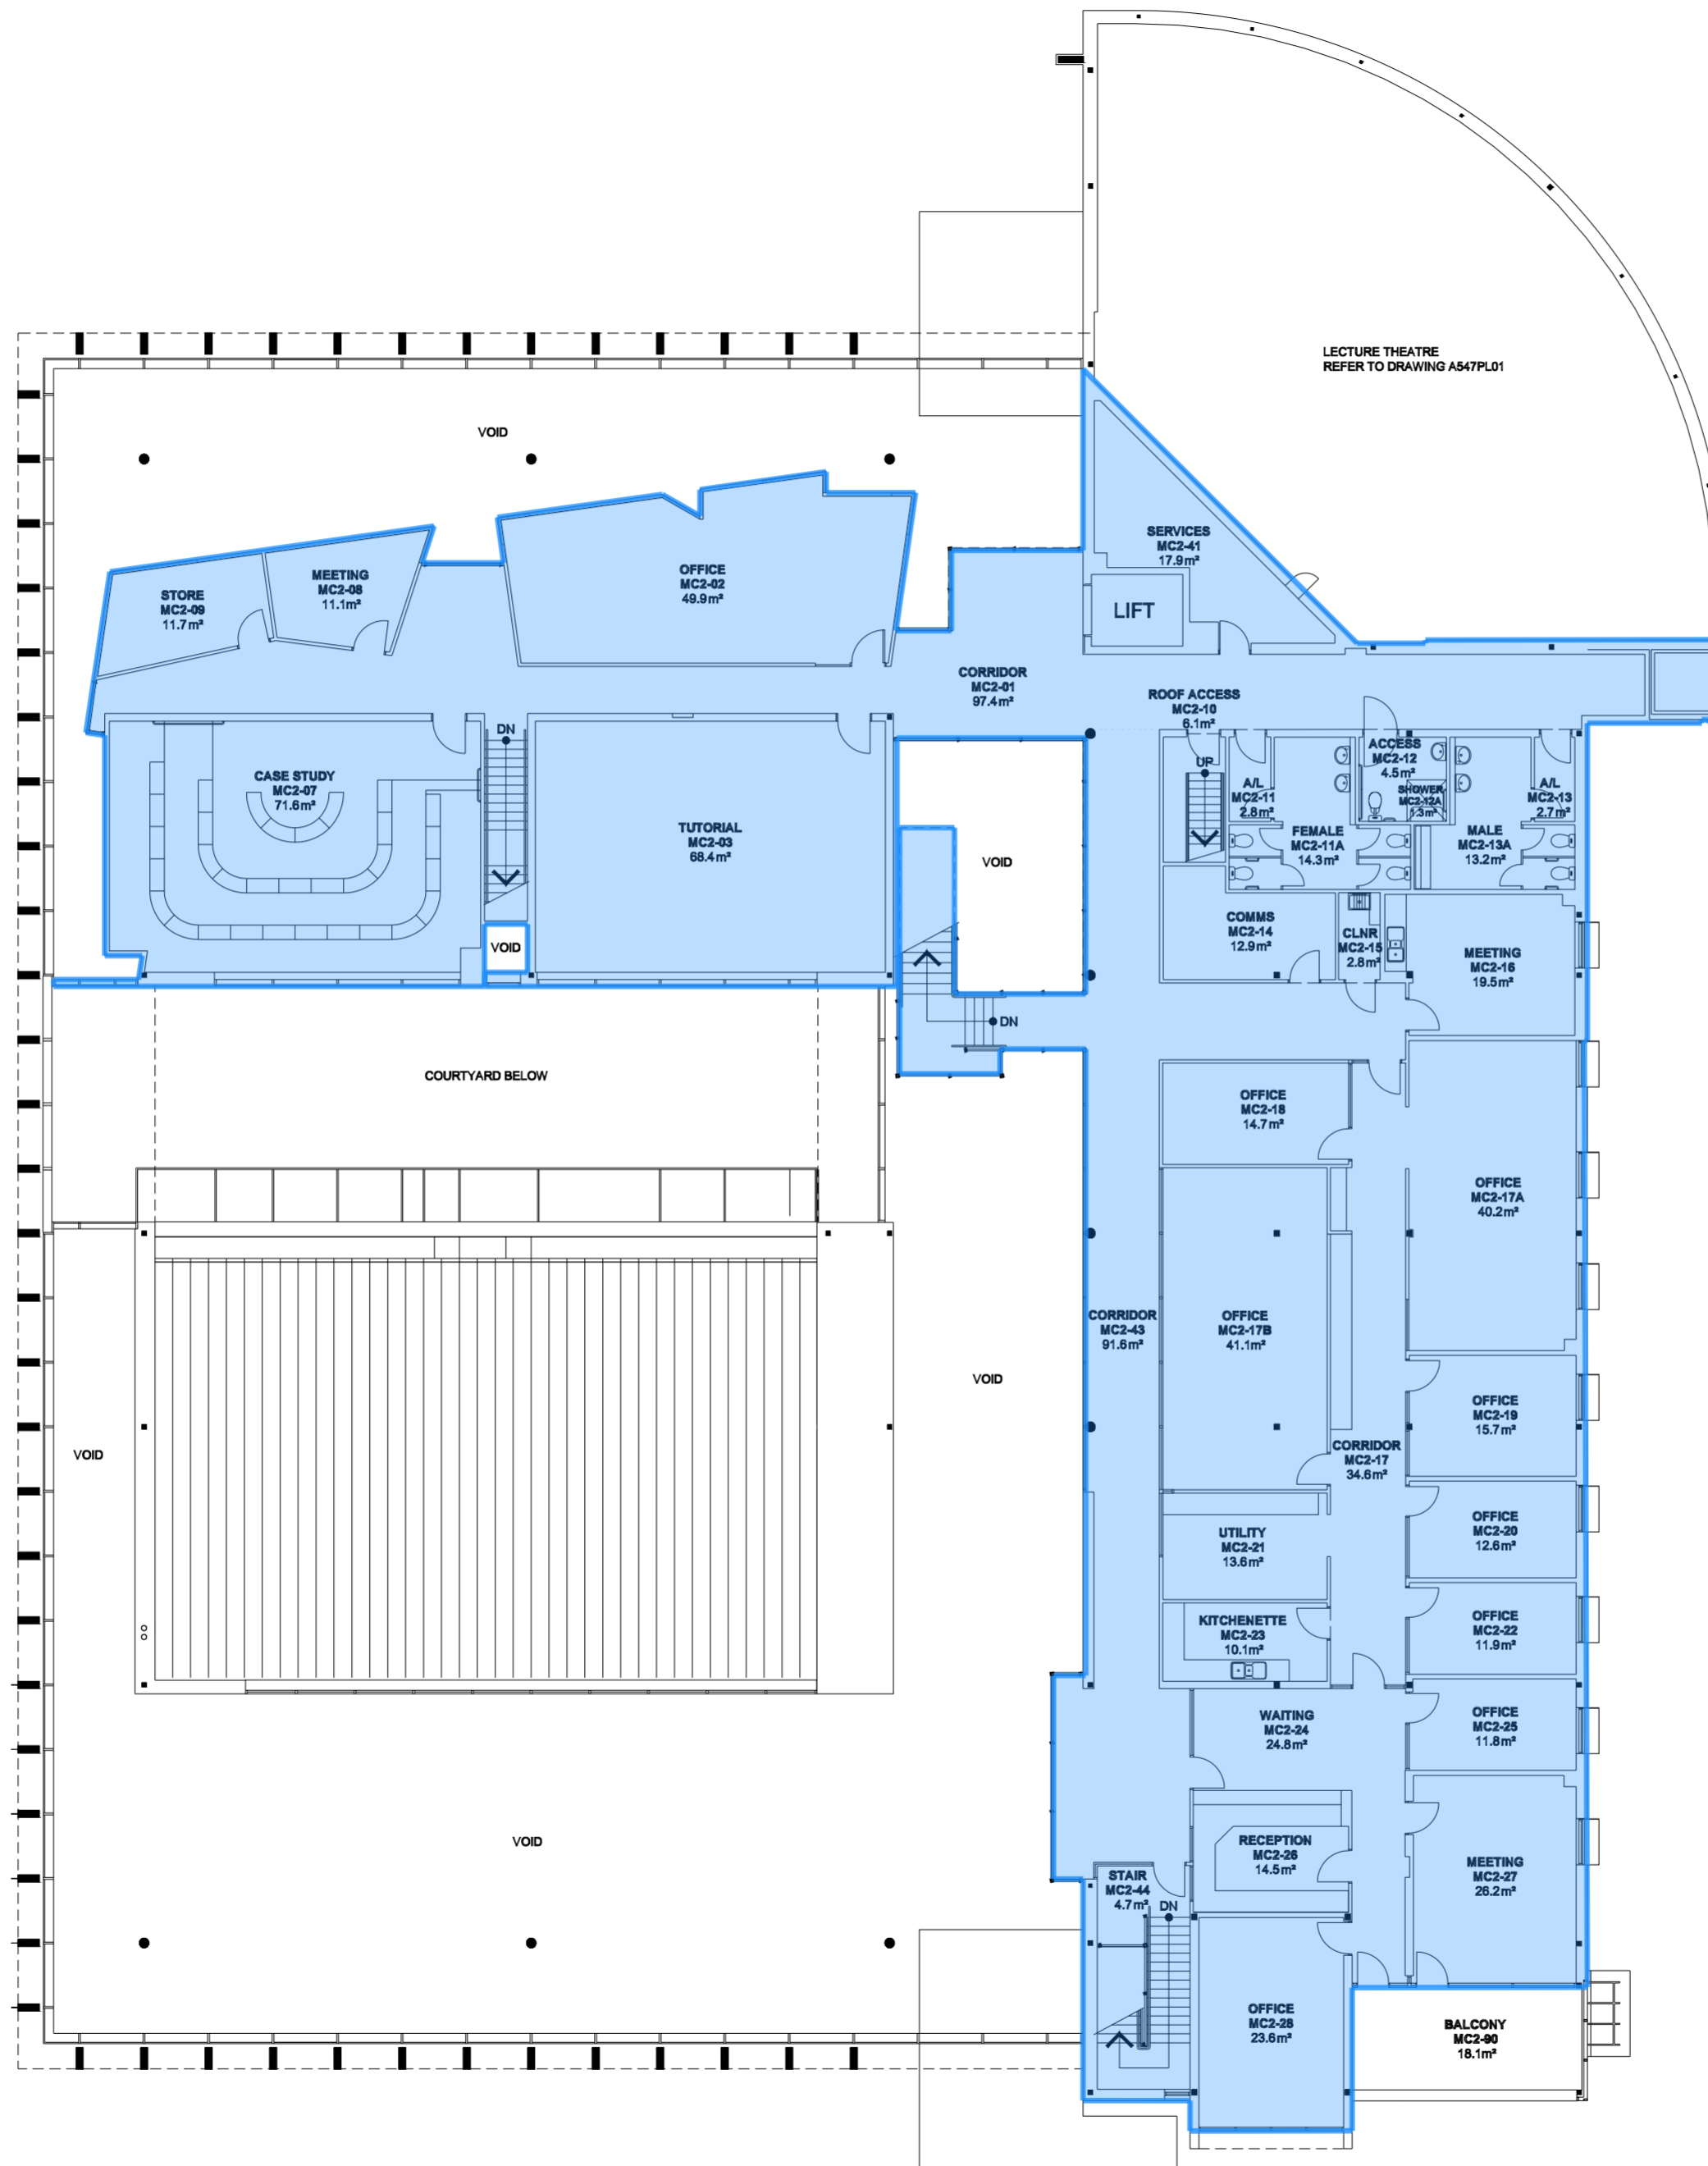 LECTURE THEATRE
REFER TO DRAWING A547PL01
VOID
SERVICES
MC2-41
17.9m²
OFFICE
MC2-02
49.9m²
MEETING
MC2-08
11.1m²
STORE
MC2-09
11.7m²
LIFT
CORRIDOR
MC2-01
97.4m²
ROOF ACCESS
MC2-10
6.1m²
DN
CASE STUDY
MC2-07
71.6m²
TUTORIAL
MC2-03
68.4m²
VOID
VOID
DN
UP
A/L
MC2-11
2.8m²
ACCESS
MC2-12
4.5m²
SHOWER
MC2-12A
1.3m²
A/L
MC2-13
2.7m²
FEMALE
MC2-11A
14.3m²
MALE
MC2-13A
13.2m²
COMMS
MC2-14
12.9m²
CLNR
MC2-15
2.8m²
MEETING
MC2-16
19.5m²
COURTYARD BELOW
OFFICE
MC2-18
14.7m²
OFFICE
MC2-17A
40.2m²
CORRIDOR
MC2-43
91.6m²
OFFICE
MC2-17B
41.1m²
VOID
VOID
OFFICE
MC2-19
15.7m²
CORRIDOR
MC2-17
34.6m²
OFFICE
MC2-20
12.6m²
UTILITY
MC2-21
13.6m²
OFFICE
MC2-22
11.9m²
KITCHENETTE
MC2-23
10.1m²
WAITING
MC2-24
24.8m²
OFFICE
MC2-25
11.8m²
VOID
RECEPTION
MC2-26
14.5m²
MEETING
MC2-27
26.2m²
STAIR
MC2-44
4.7m²
DN
OFFICE
MC2-28
23.6m²
BALCONY
MC2-90
18.1m²